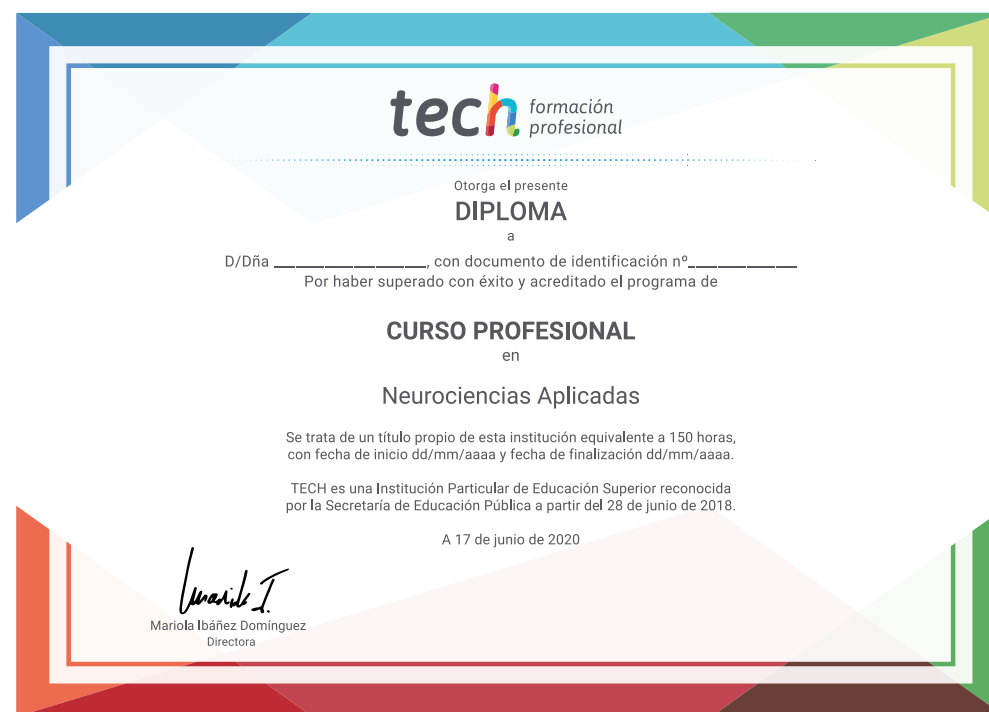 tech formación
profesional
Otorga el presente
DIPLOMA
a
D/Dña ______________, con documento de identificación nº__________
Por haber superado con éxito y acreditado el programa de
CURSO PROFESIONAL
en
Neurociencias Aplicadas
Se trata de un título propio de esta institución equivalente a 150 horas,
con fecha de inicio dd/mm/aaaa y fecha de finalización dd/mm/aaaa.
TECH es una Institución Particular de Educación Superior reconocida
por la Secretaría de Educación Pública a partir del 28 de junio de 2018.
A 17 de junio de 2020
Mariola Ibáñez Domínguez
Directora